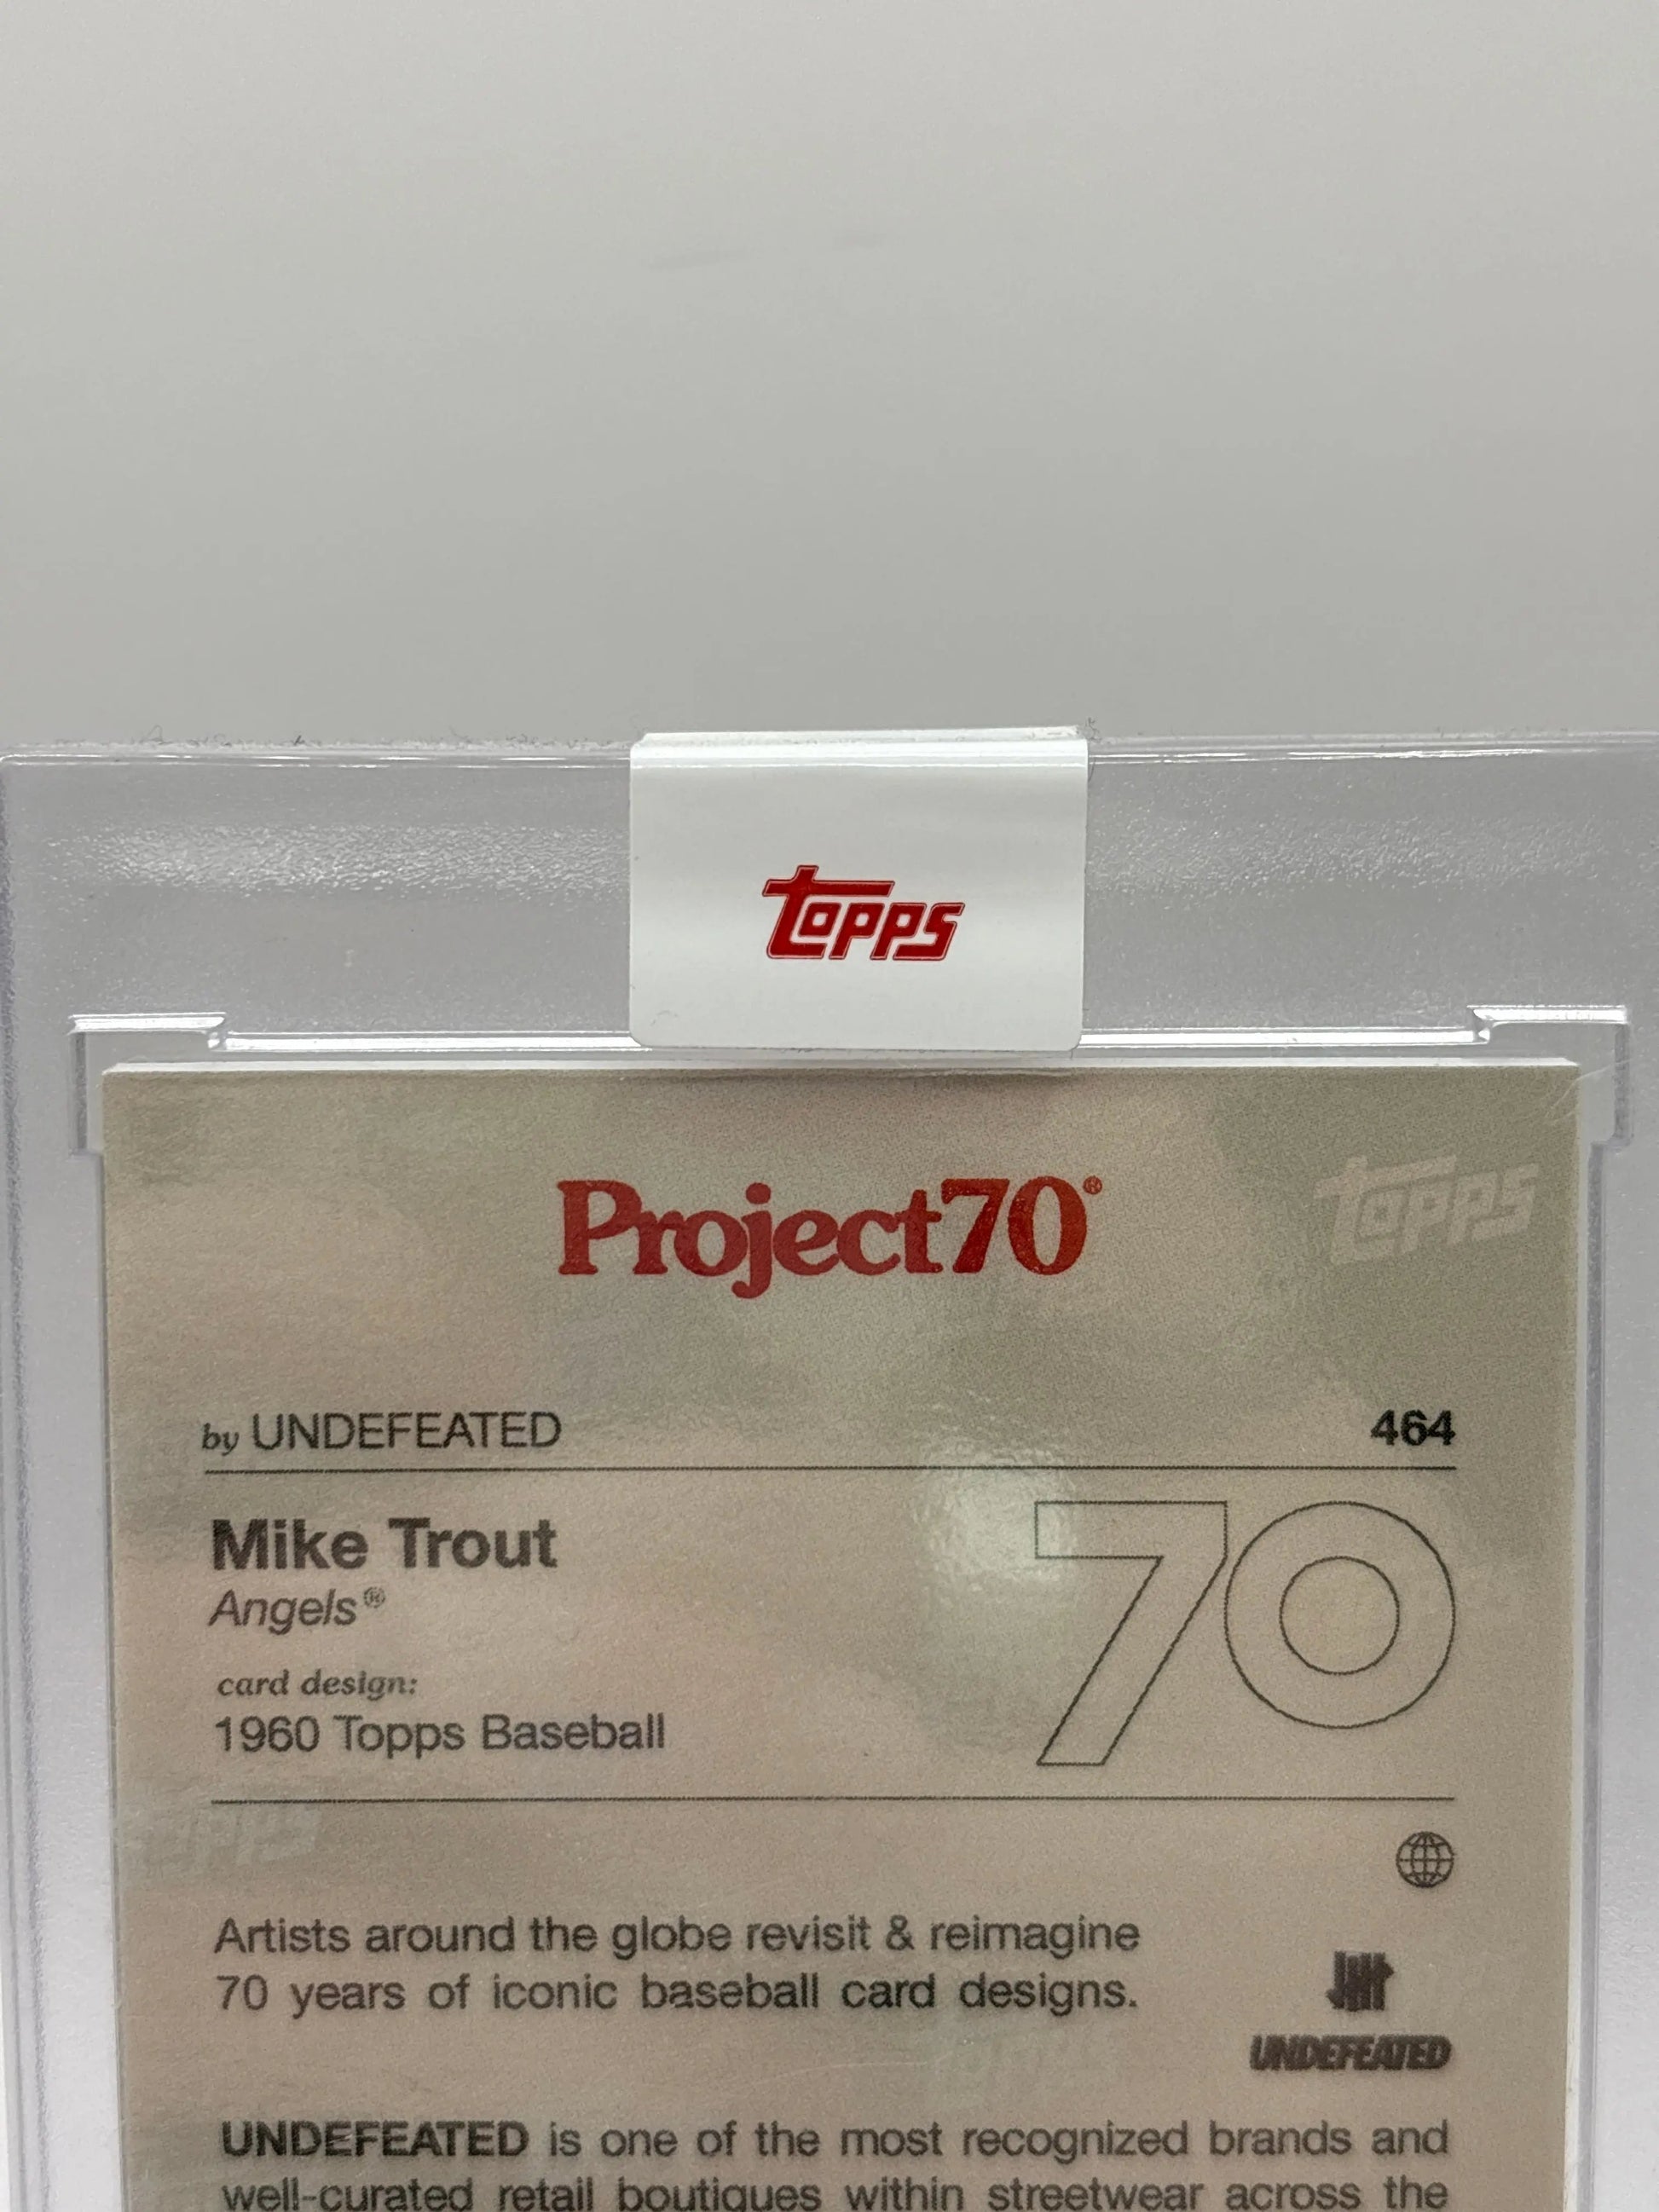 Topps
Project70®
Topps
by UNDEFEATED 464
Mike Trout
Angels®
70
card design:
1960 Topps Baseball
Topps
Artists around the globe revisit & reimagine
70 years of iconic baseball card designs.
UNDEFEATED
UNDEFEATED is one of the most recognized brands and
well-curated retail boutiques within streetwear across the